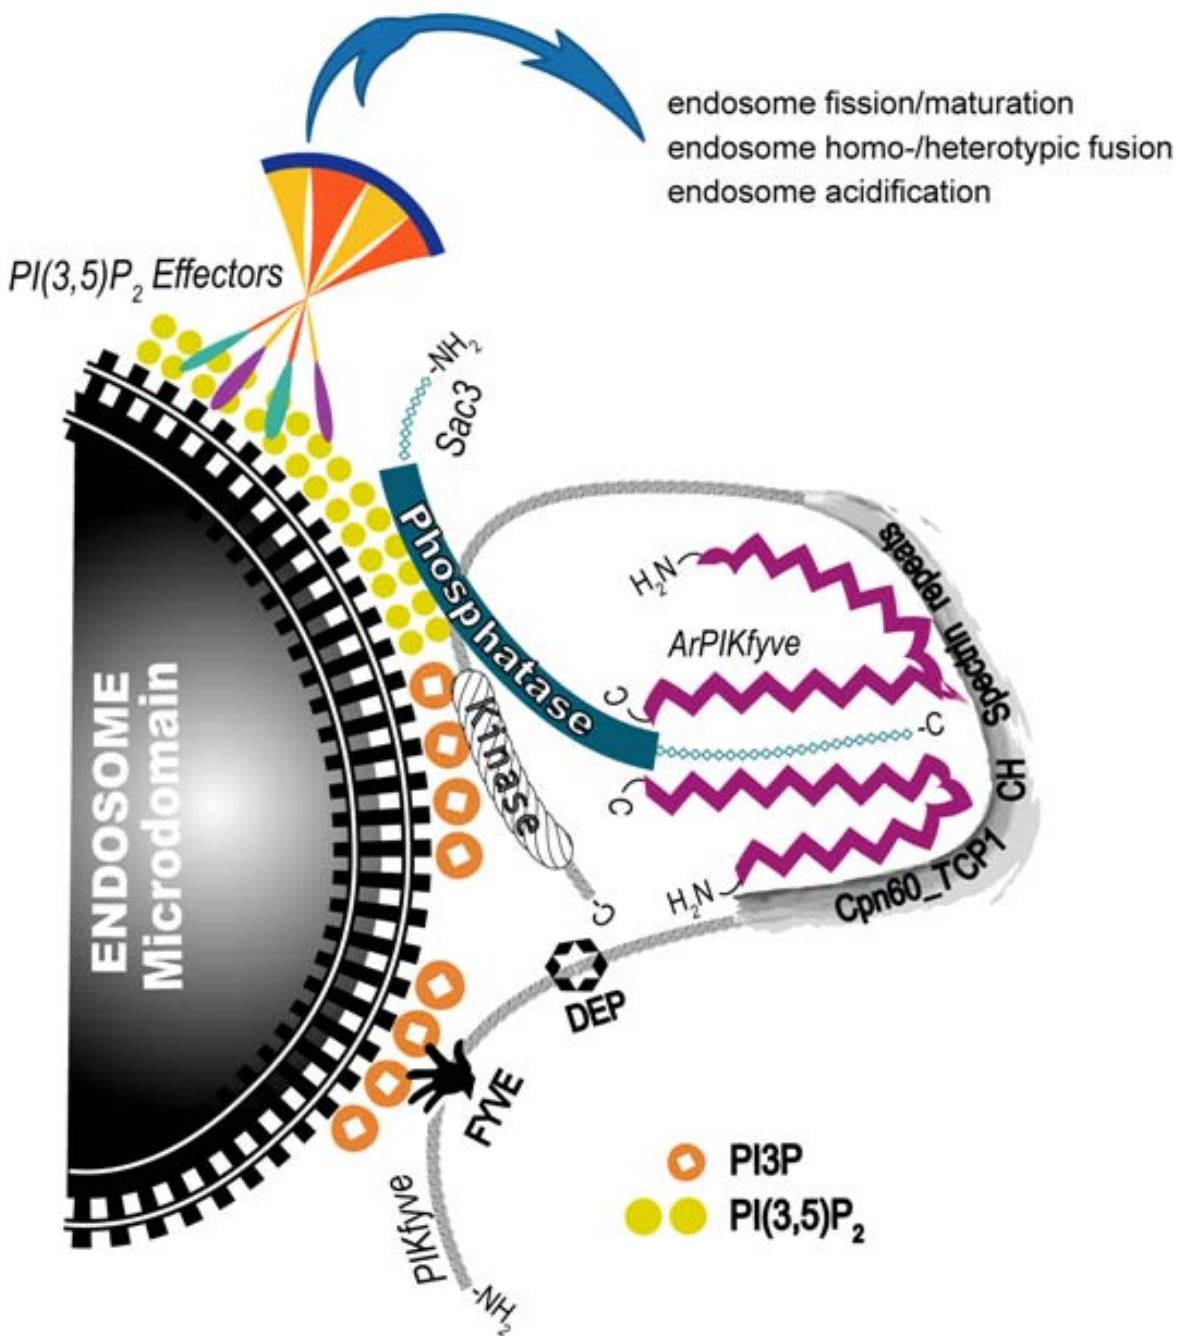 endosome fission/maturation
endosome homo-/heterotypic fusion
endosome acidification
PI(3,5)P₂ Effectors
-NH₂
Sac3
Phosphatase
Kinase
-C
H₂N
ArPIKfyve
C
-C
C
H₂N
Spectrin repeats
CH
Cpn60_TCP1
ENDOSOME
Microdomain
DEP
FYVE
PIKfyve
-NH₂
PI3P
PI(3,5)P₂